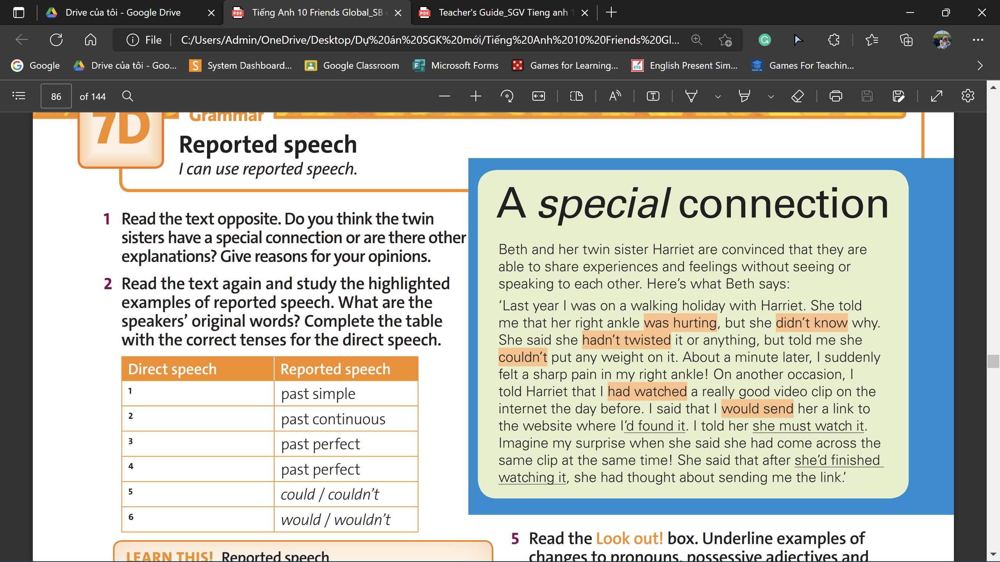 Drive của tôi - Google Drive
Tiếng Anh 10 Friends Global_SB
Teacher's Guide_SGV Tieng anh 1
File
C:/Users/Admin/OneDrive/Desktop/Dự%20án%20SGK%20mới/Tiếng%20Anh%2010%20Friends%20Gl...
Google
Drive của tôi - Goo...
System Dashboard...
Google Classroom
Microsoft Forms
Games for Learning...
English Present Sim...
Games For Teachin...
86 of 144
7D
Grammar
Reported speech
I can use reported speech.
1 Read the text opposite. Do you think the twin
sisters have a special connection or are there other
explanations? Give reasons for your opinions.
2 Read the text again and study the highlighted
examples of reported speech. What are the
speakers’ original words? Complete the table
with the correct tenses for the direct speech.
Direct speech Reported speech
1 past simple
2 past continuous
3 past perfect
4 past perfect
5 could / couldn’t
6 would / wouldn’t
LEARN THIS! Reported speech
A special connection
Beth and her twin sister Harriet are convinced that they are
able to share experiences and feelings without seeing or
speaking to each other. Here’s what Beth says:
‘Last year I was on a walking holiday with Harriet. She told
me that her right ankle was hurting, but she didn’t know why.
She said she hadn’t twisted it or anything, but told me she
couldn’t put any weight on it. About a minute later, I suddenly
felt a sharp pain in my right ankle! On another occasion, I
told Harriet that I had watched a really good video clip on the
internet the day before. I said that I would send her a link to
the website where I’d found it. I told her she must watch it.
Imagine my surprise when she said she had come across the
same clip at the same time! She said that after she’d finished
watching it, she had thought about sending me the link.’
5 Read the Look out! box. Underline examples of
changes to pronouns, possessive adjectives and